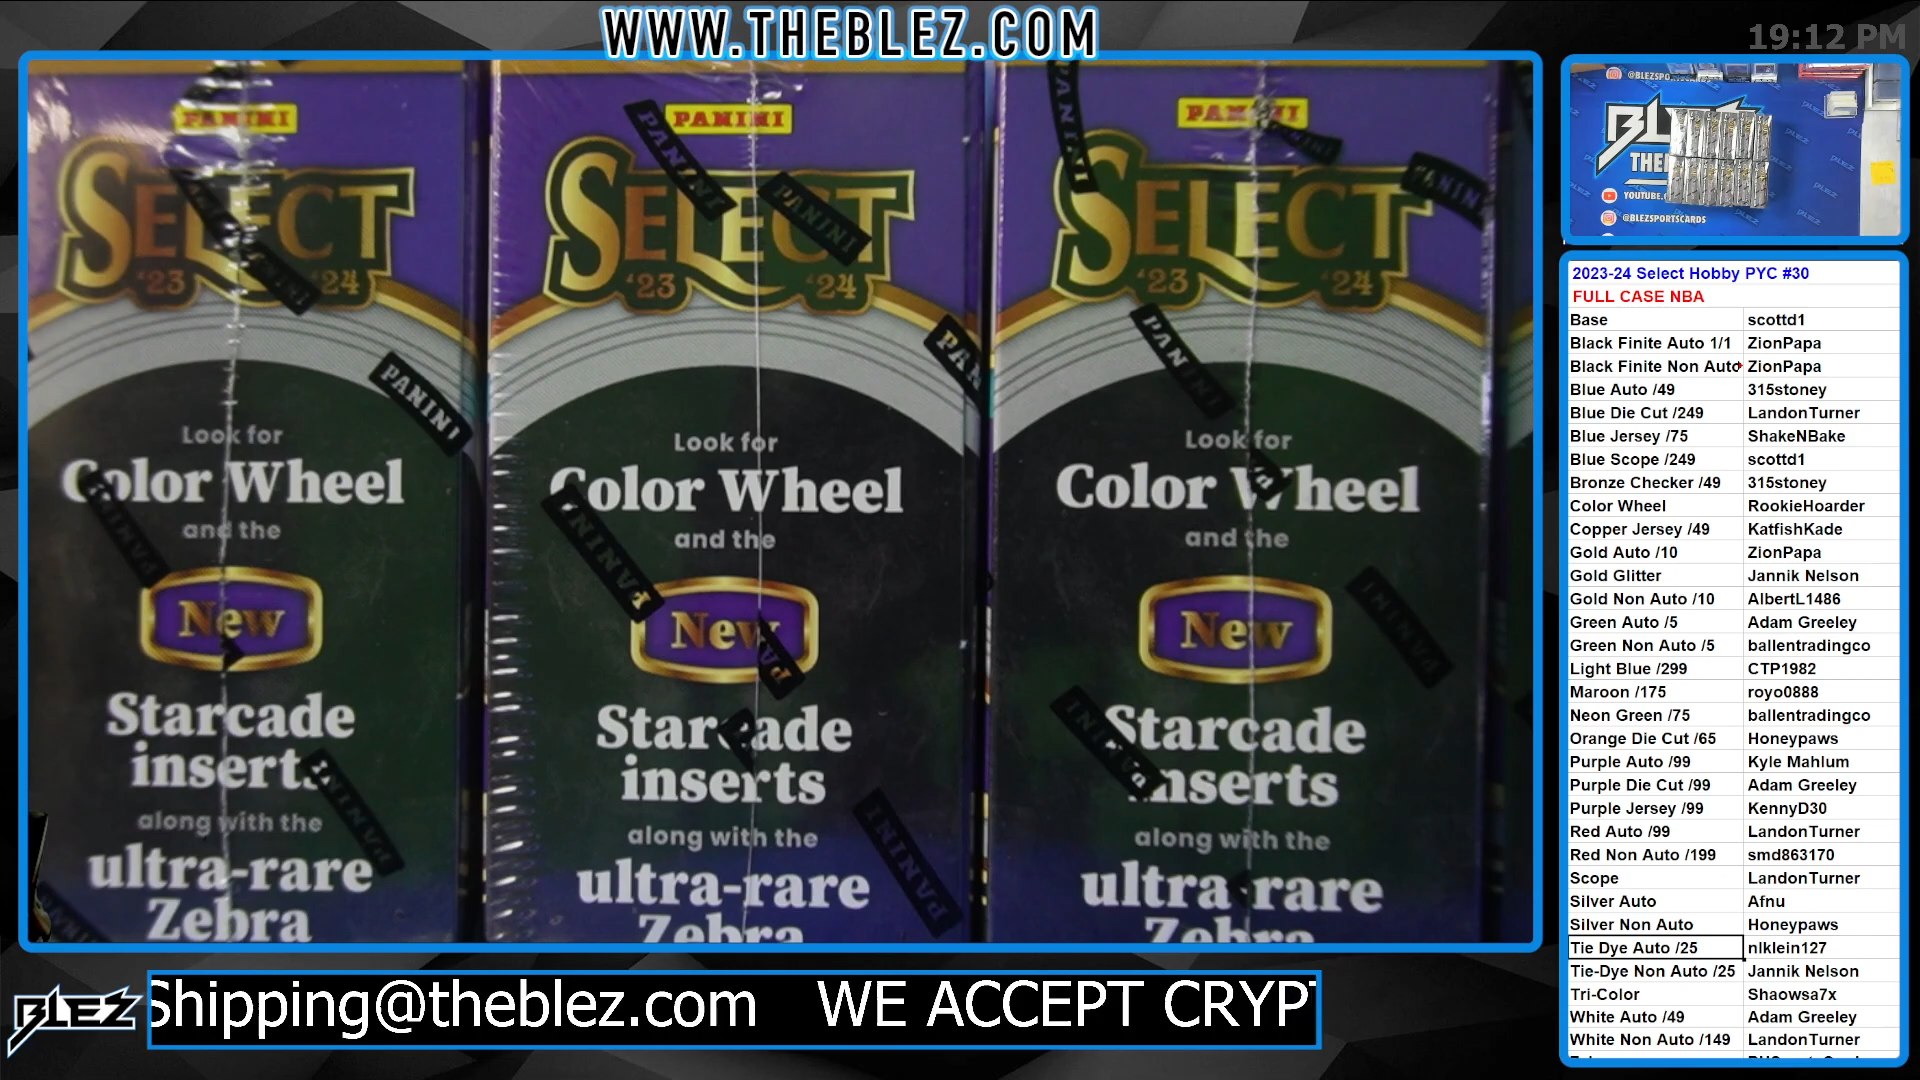 WWW.THEBLEZ.COM
19:12 PM
PANINI
SELECT
'23 '24
Look for
Color Wheel
and the
New
Starcade
inserts
along with the
ultra-rare
Zebra
PANINI
SELECT
'23 '24
Look for
Color Wheel
and the
New
Starcade
inserts
along with the
ultra-rare
Zebra
PANINI
SELECT
'23 '24
Look for
Color Wheel
and the
New
Starcade
inserts
along with the
ultra-rare
Zebra
@BLEZSPO
BL
THE
YOUTUBE.
@BLEZSPORTSCARDS
2023-24 Select Hobby PYC #30
FULL CASE NBA
Base scottd1
Black Finite Auto 1/1 ZionPapa
Black Finite Non Auto ZionPapa
Blue Auto /49 315stoney
Blue Die Cut /249 LandonTurner
Blue Jersey /75 ShakeNBake
Blue Scope /249 scottd1
Bronze Checker /49 315stoney
Color Wheel RookieHoarder
Copper Jersey /49 KatfishKade
Gold Auto /10 ZionPapa
Gold Glitter Jannik Nelson
Gold Non Auto /10 AlbertL1486
Green Auto /5 Adam Greeley
Green Non Auto /5 ballentradingco
Light Blue /299 CTP1982
Maroon /175 royo0888
Neon Green /75 ballentradingco
Orange Die Cut /65 Honeypaws
Purple Auto /99 Kyle Mahlum
Purple Die Cut /99 Adam Greeley
Purple Jersey /99 KennyD30
Red Auto /99 LandonTurner
Red Non Auto /199 smd863170
Scope LandonTurner
Silver Auto Afnu
Silver Non Auto Honeypaws
Tie Dye Auto /25 nlklein127
Tie-Dye Non Auto /25 Jannik Nelson
Tri-Color Shaowsa7x
White Auto /49 Adam Greeley
White Non Auto /149 LandonTurner
BLEZ
Shipping@theblez.com WE ACCEPT CRYPT